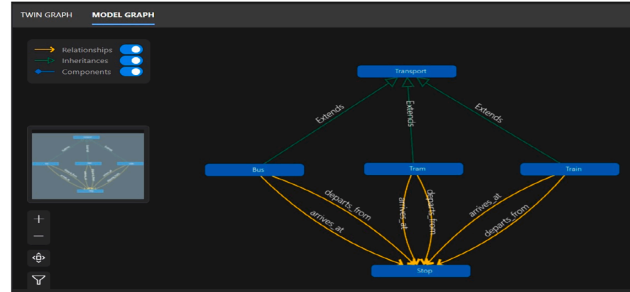 TWIN GRAPH MODEL GRAPH
Relationships
Inheritances
Components
Transport
Extends Extends Extends
Bus Tram Train
departs_from arrives_at departs_from arrives_at arrives_at departs_from
Stop